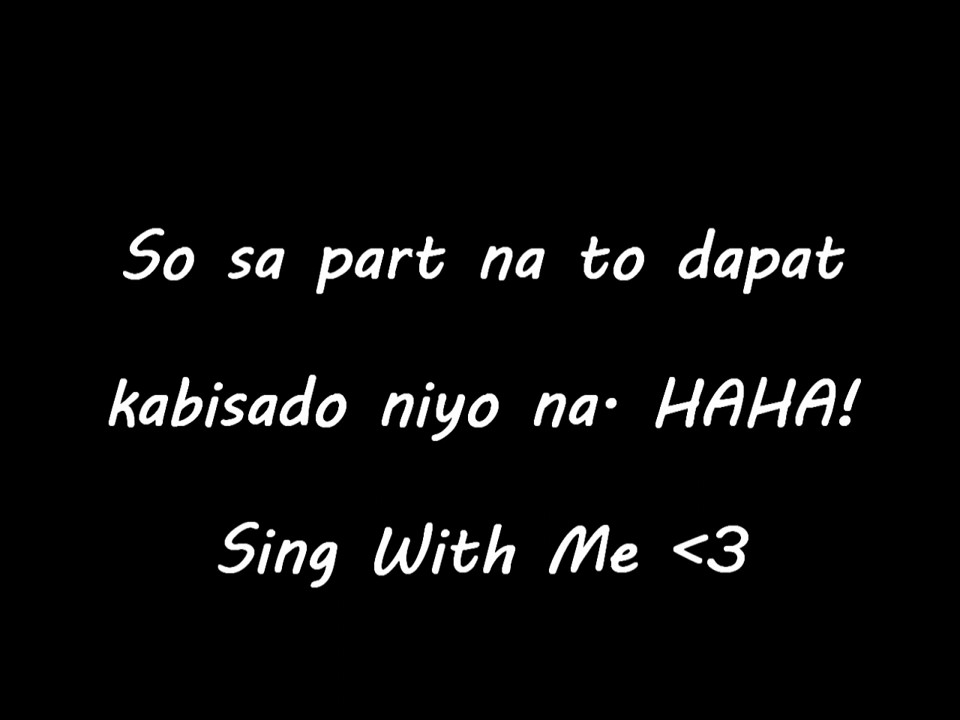 So sa part na to dapat
kabisado niyo na. HAHA!
Sing With Me <3